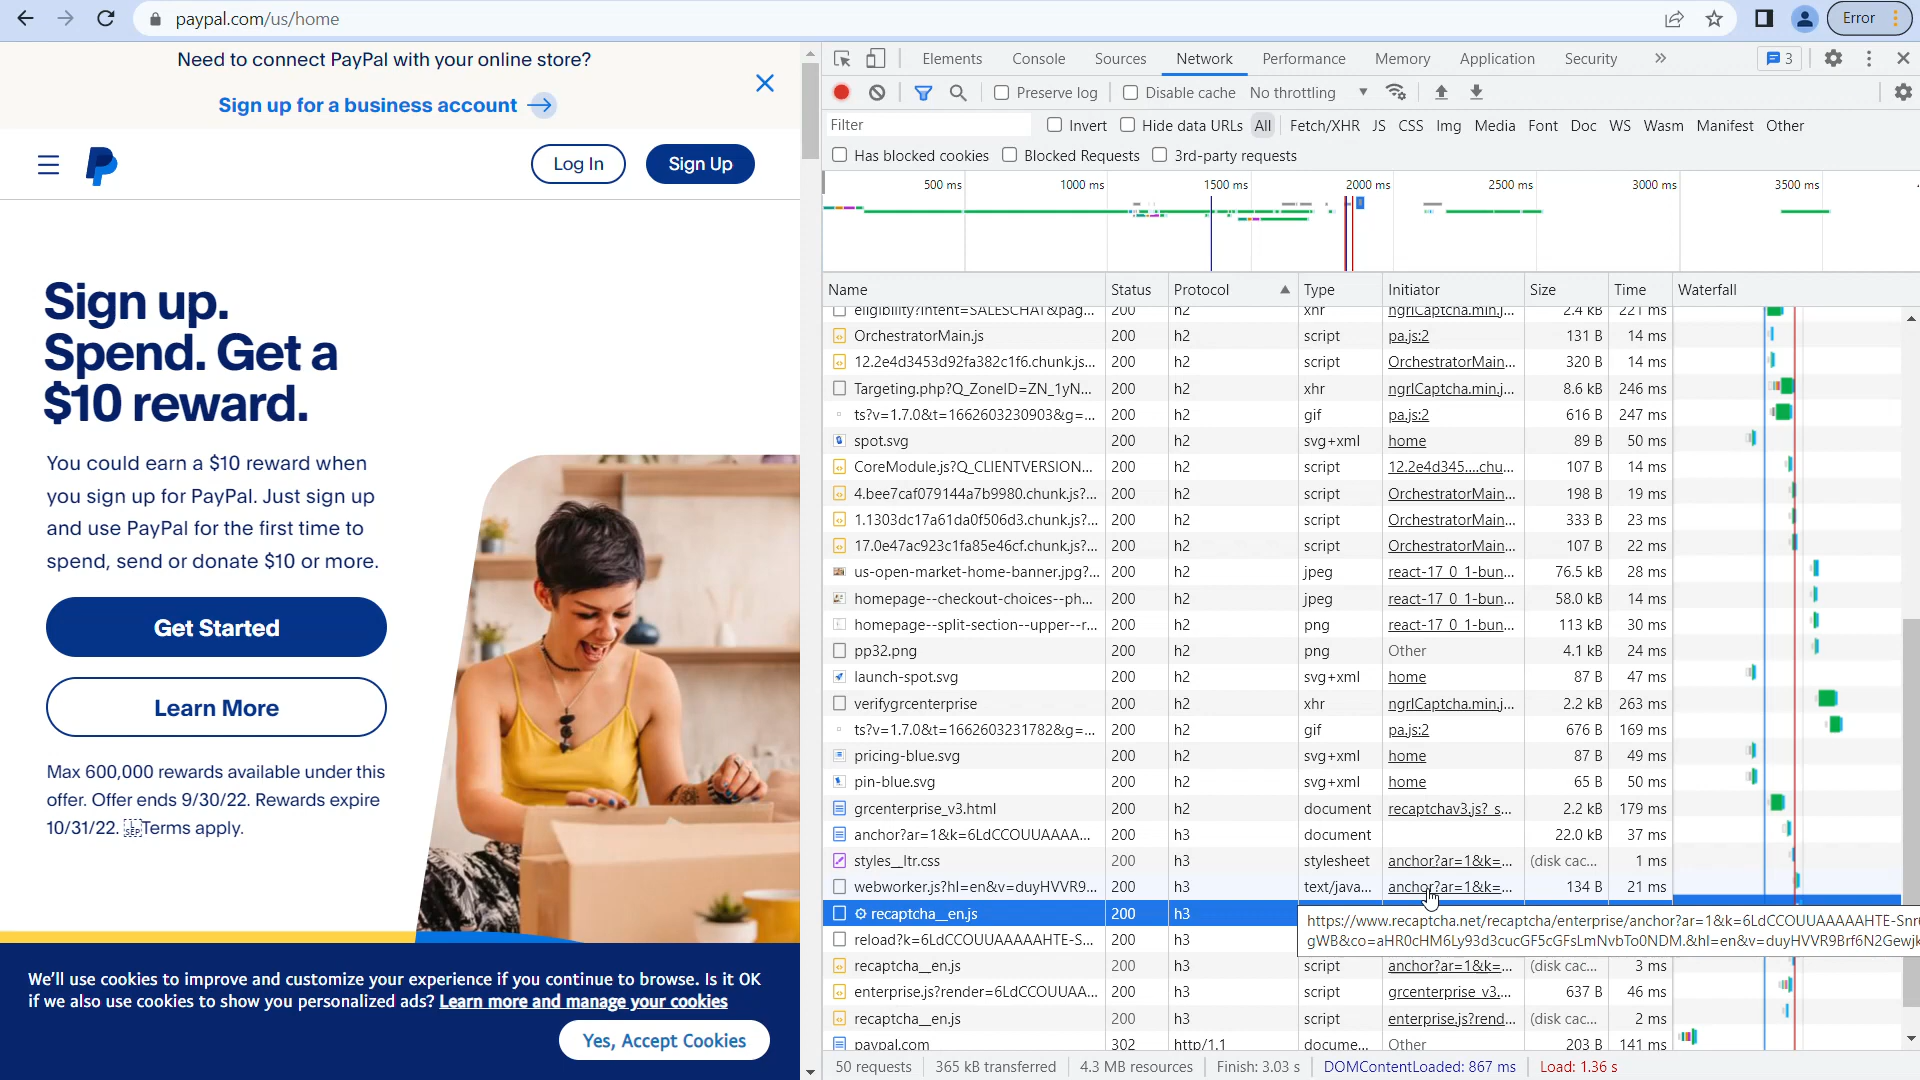 paypal.com/us/home
Error
Need to connect PayPal with your online store?
Sign up for a business account
Log In
Sign Up
Sign up.
Spend. Get a
$10 reward.
You could earn a $10 reward when
you sign up for PayPal. Just sign up
and use PayPal for the first time to
spend, send or donate $10 or more.
Get Started
Learn More
Max 600,000 rewards available under this
offer. Offer ends 9/30/22. Rewards expire
10/31/22. SEP Terms apply.
We'll use cookies to improve and customize your experience if you continue to browse. Is it OK
if we also use cookies to show you personalized ads? Learn more and manage your cookies
Yes, Accept Cookies
Elements Console Sources Network Performance Memory Application Security 3
Preserve log Disable cache No throttling
Filter Invert Hide data URLs All Fetch/XHR JS CSS Img Media Font Doc WS Wasm Manifest Other
Has blocked cookies Blocked Requests 3rd-party requests
500 ms 1000 ms 1500 ms 2000 ms 2500 ms 3000 ms 3500 ms
Name Status Protocol Type Initiator Size Time Waterfall
eligibility?intent=SALESCHAT&pag... 200 h2 xhr ngrlCaptcha.min.j... 2.4 kB 221 ms
OrchestratorMain.js 200 h2 script pa.js:2 131 B 14 ms
12.2e4d3453d92fa382c1f6.chunk.js... 200 h2 script OrchestratorMain... 320 B 14 ms
Targeting.php?Q_ZoneID=ZN_1yN... 200 h2 xhr ngrlCaptcha.min.j... 8.6 kB 246 ms
ts?v=1.7.0&t=1662603230903&g=... 200 h2 gif pa.js:2 616 B 247 ms
spot.svg 200 h2 svg+xml home 89 B 50 ms
CoreModule.js?Q_CLIENTVERSION... 200 h2 script 12.2e4d345....chu... 107 B 14 ms
4.bee7caf079144a7b9980.chunk.js?... 200 h2 script OrchestratorMain... 198 B 19 ms
1.1303dc17a61da0f506d3.chunk.js?... 200 h2 script OrchestratorMain... 333 B 23 ms
17.0e47ac923c1fa85e46cf.chunk.js?... 200 h2 script OrchestratorMain... 107 B 22 ms
us-open-market-home-banner.jpg?... 200 h2 jpeg react-17_0_1-bun... 76.5 kB 28 ms
homepage--checkout-choices--ph... 200 h2 jpeg react-17_0_1-bun... 58.0 kB 14 ms
homepage--split-section--upper--r... 200 h2 png react-17_0_1-bun... 113 kB 30 ms
pp32.png 200 h2 png Other 4.1 kB 24 ms
launch-spot.svg 200 h2 svg+xml home 87 B 47 ms
verifygrcenterprise 200 h2 xhr ngrlCaptcha.min.j... 2.2 kB 263 ms
ts?v=1.7.0&t=1662603231782&g=... 200 h2 gif pa.js:2 676 B 169 ms
pricing-blue.svg 200 h2 svg+xml home 87 B 49 ms
pin-blue.svg 200 h2 svg+xml home 65 B 50 ms
grcenterprise_v3.html 200 h2 document recaptchav3.js?_s... 2.2 kB 179 ms
anchor?ar=1&k=6LdCCOUUAAAA... 200 h3 document 22.0 kB 37 ms
styles__ltr.css 200 h3 stylesheet anchor?ar=1&k=... (disk cac... 1 ms
webworker.js?hl=en&v=duyHVVR9... 200 h3 text/java... anchor?ar=1&k=... 134 B 21 ms
recaptcha__en.js 200 h3
https://www.recaptcha.net/recaptcha/enterprise/anchor?ar=1&k=6LdCCOUUAAAAAHTE-Snr
gWB&co=aHR0cHM6Ly93d3cucGF5cGFsLmNvbTo0NDM.&hl=en&v=duyHVVR9Brf6N2Gewjk
reload?k=6LdCCOUUAAAAAHTE-S... 200 h3
recaptcha__en.js 200 h3 script anchor?ar=1&k=... (disk cac... 3 ms
enterprise.js?render=6LdCCOUUAA... 200 h3 script grcenterprise_v3.... 637 B 46 ms
recaptcha__en.js 200 h3 script enterprise.js?rend... (disk cac... 2 ms
paypal.com 302 http/1.1 docume... Other 203 B 141 ms
50 requests 365 kB transferred 4.3 MB resources Finish: 3.03 s DOMContentLoaded: 867 ms Load: 1.36 s